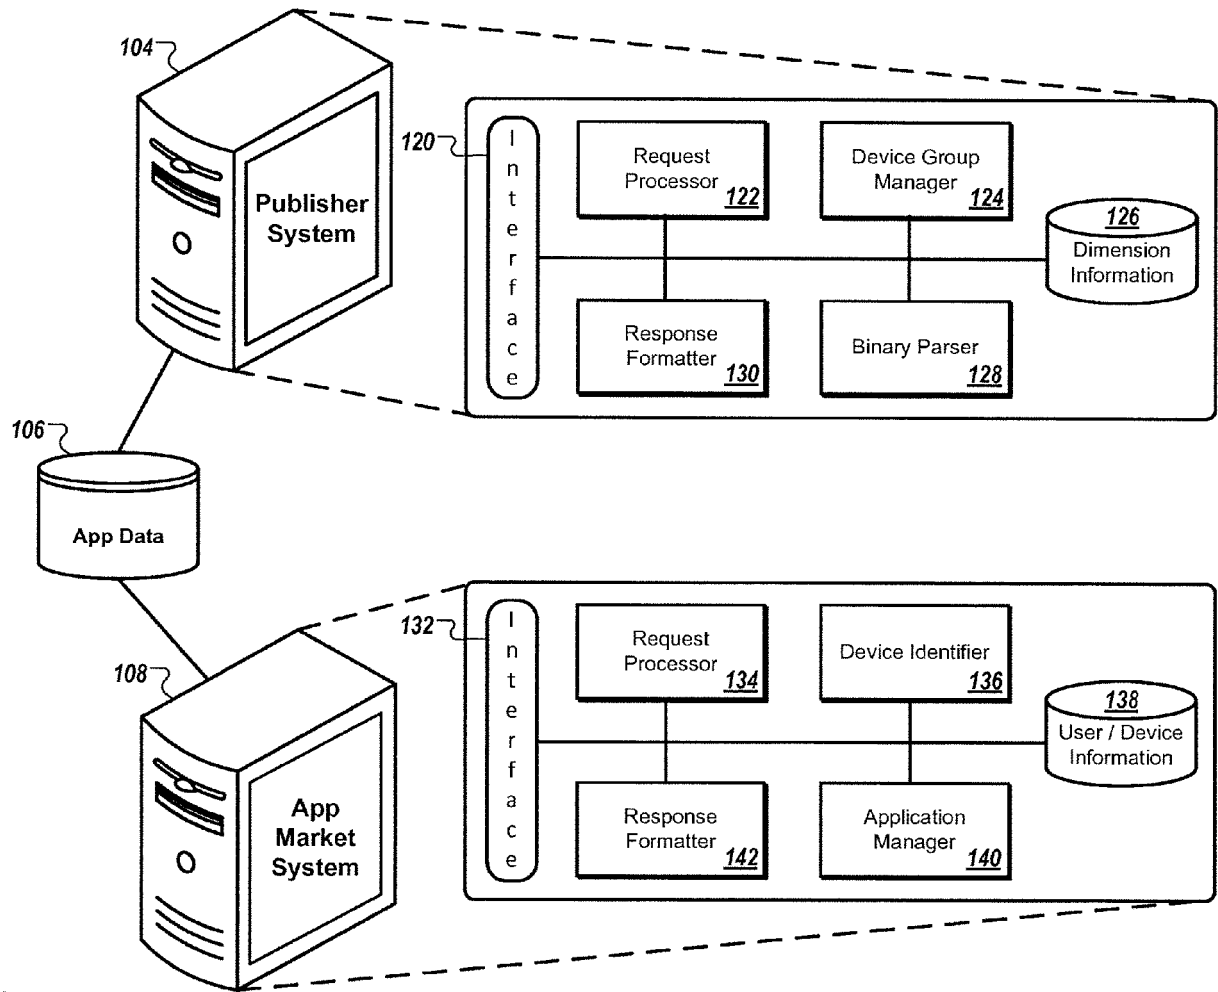 104
Publisher
System
120
Interface
Request
Processor
122
Device Group
Manager
124
126
Dimension
Information
Response
Formatter
130
Binary Parser
128
106
App Data
108
App
Market
System
132
Interface
Request
Processor
134
Device Identifier
136
138
User / Device
Information
Response
Formatter
142
Application
Manager
140